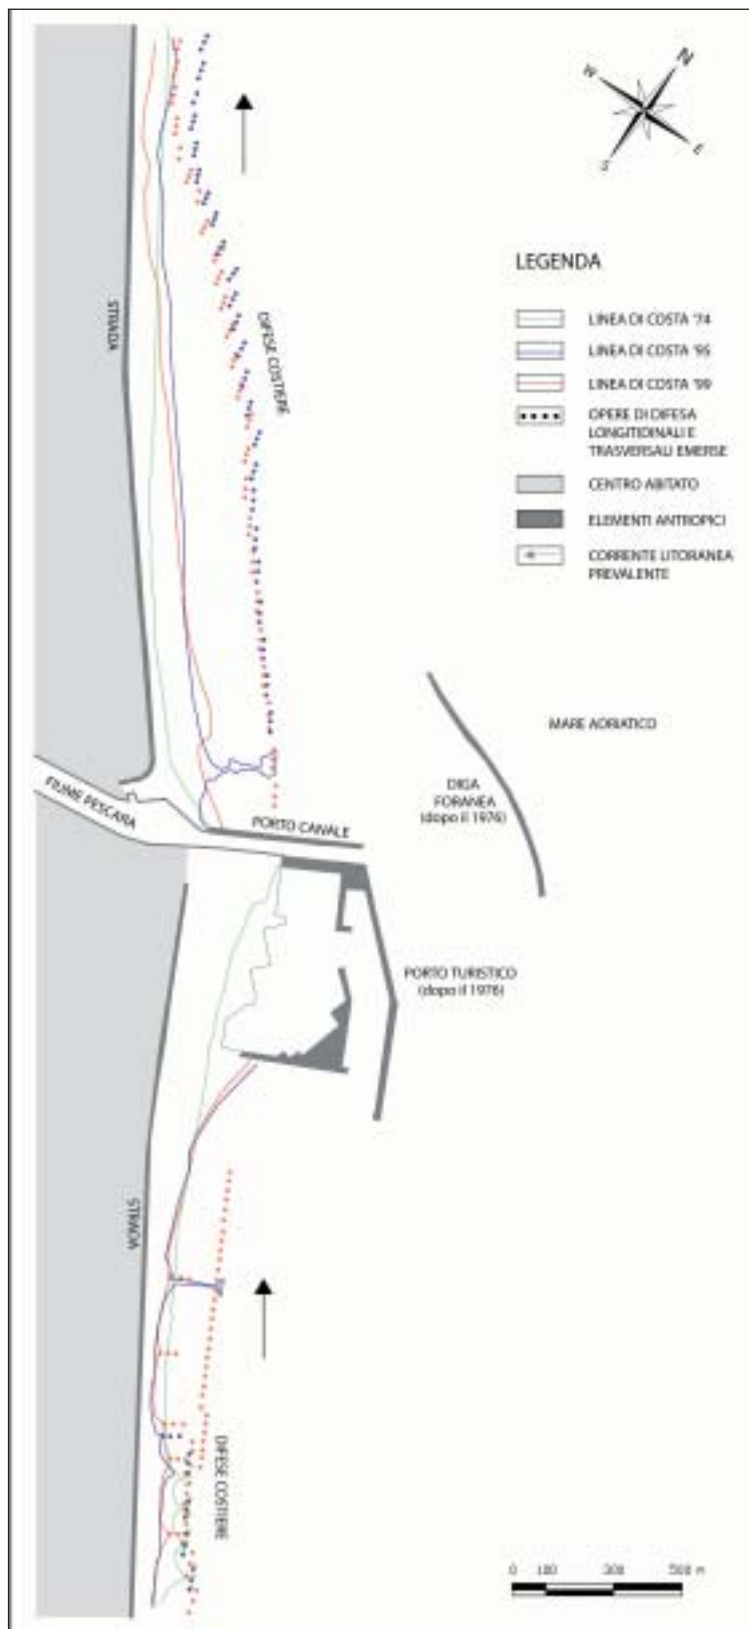 N
W
E
S
LEGENDA
LINEA DI COSTA '74
LINEA DI COSTA '95
LINEA DI COSTA '99
OPERE DI DIFESA
LONGITIDINALI E
TRASVERSALI EMERSE
CENTRO ABITATO
ELEMENTI ANTROPICI
CORRENTE LITORANEA
PREVALENTE
STRADA
DIFESE COSTIERE
MARE ADRIATICO
DIGA
FORANEA
(dopo il 1976)
FIUME PESCARA
PORTO CANALE
PORTO TURISTICO
(dopo il 1976)
STRADA
DIFESE COSTIERE
0 100 300 500 m